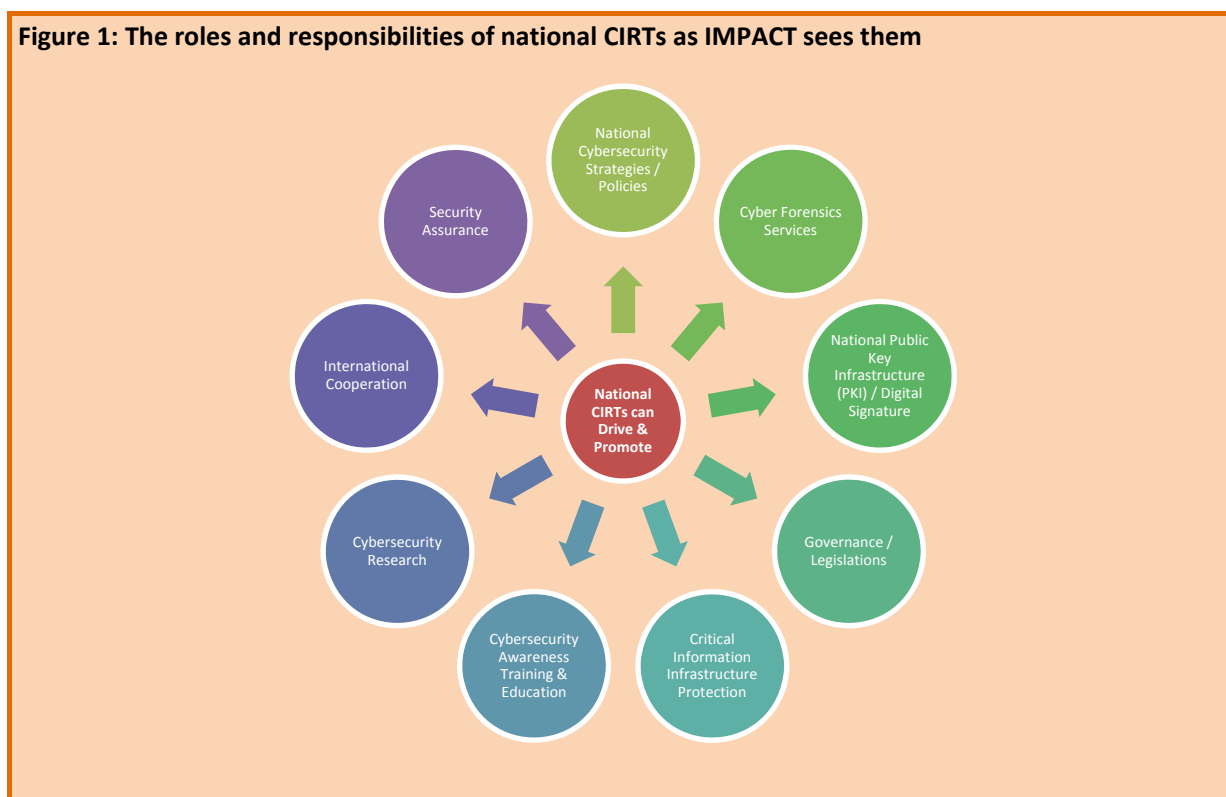 Figure 1: The roles and responsibilities of national CIRTs as IMPACT sees them
National
Cybersecurity
Strategies /
Policies
Cyber Forensics
Services
National Public
Key
Infrastructure
(PKI) / Digital
Signature
Governance /
Legislations
Critical
Information
Infrastructure
Protection
Cybersecurity
Awareness
Training &
Education
Cybersecurity
Research
International
Cooperation
Security
Assurance
National
CIRTs can
Drive &
Promote